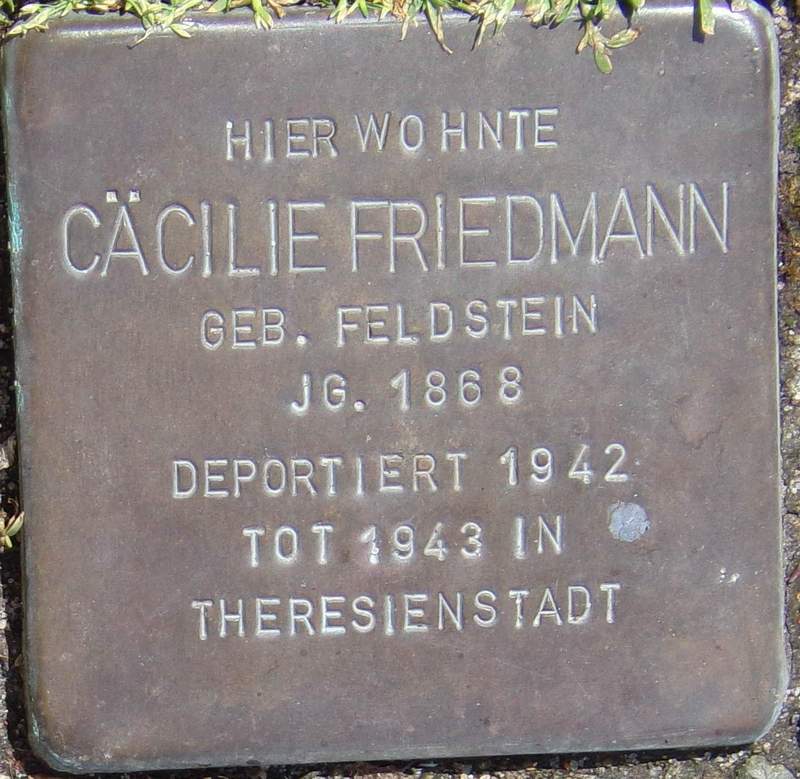 HIER WOHNTE
CÄCILIE FRIEDMANN
GEB. FELDSTEIN
JG. 1868
DEPORTIERT 1942
TOT 1943 IN
THERESIENSTADT